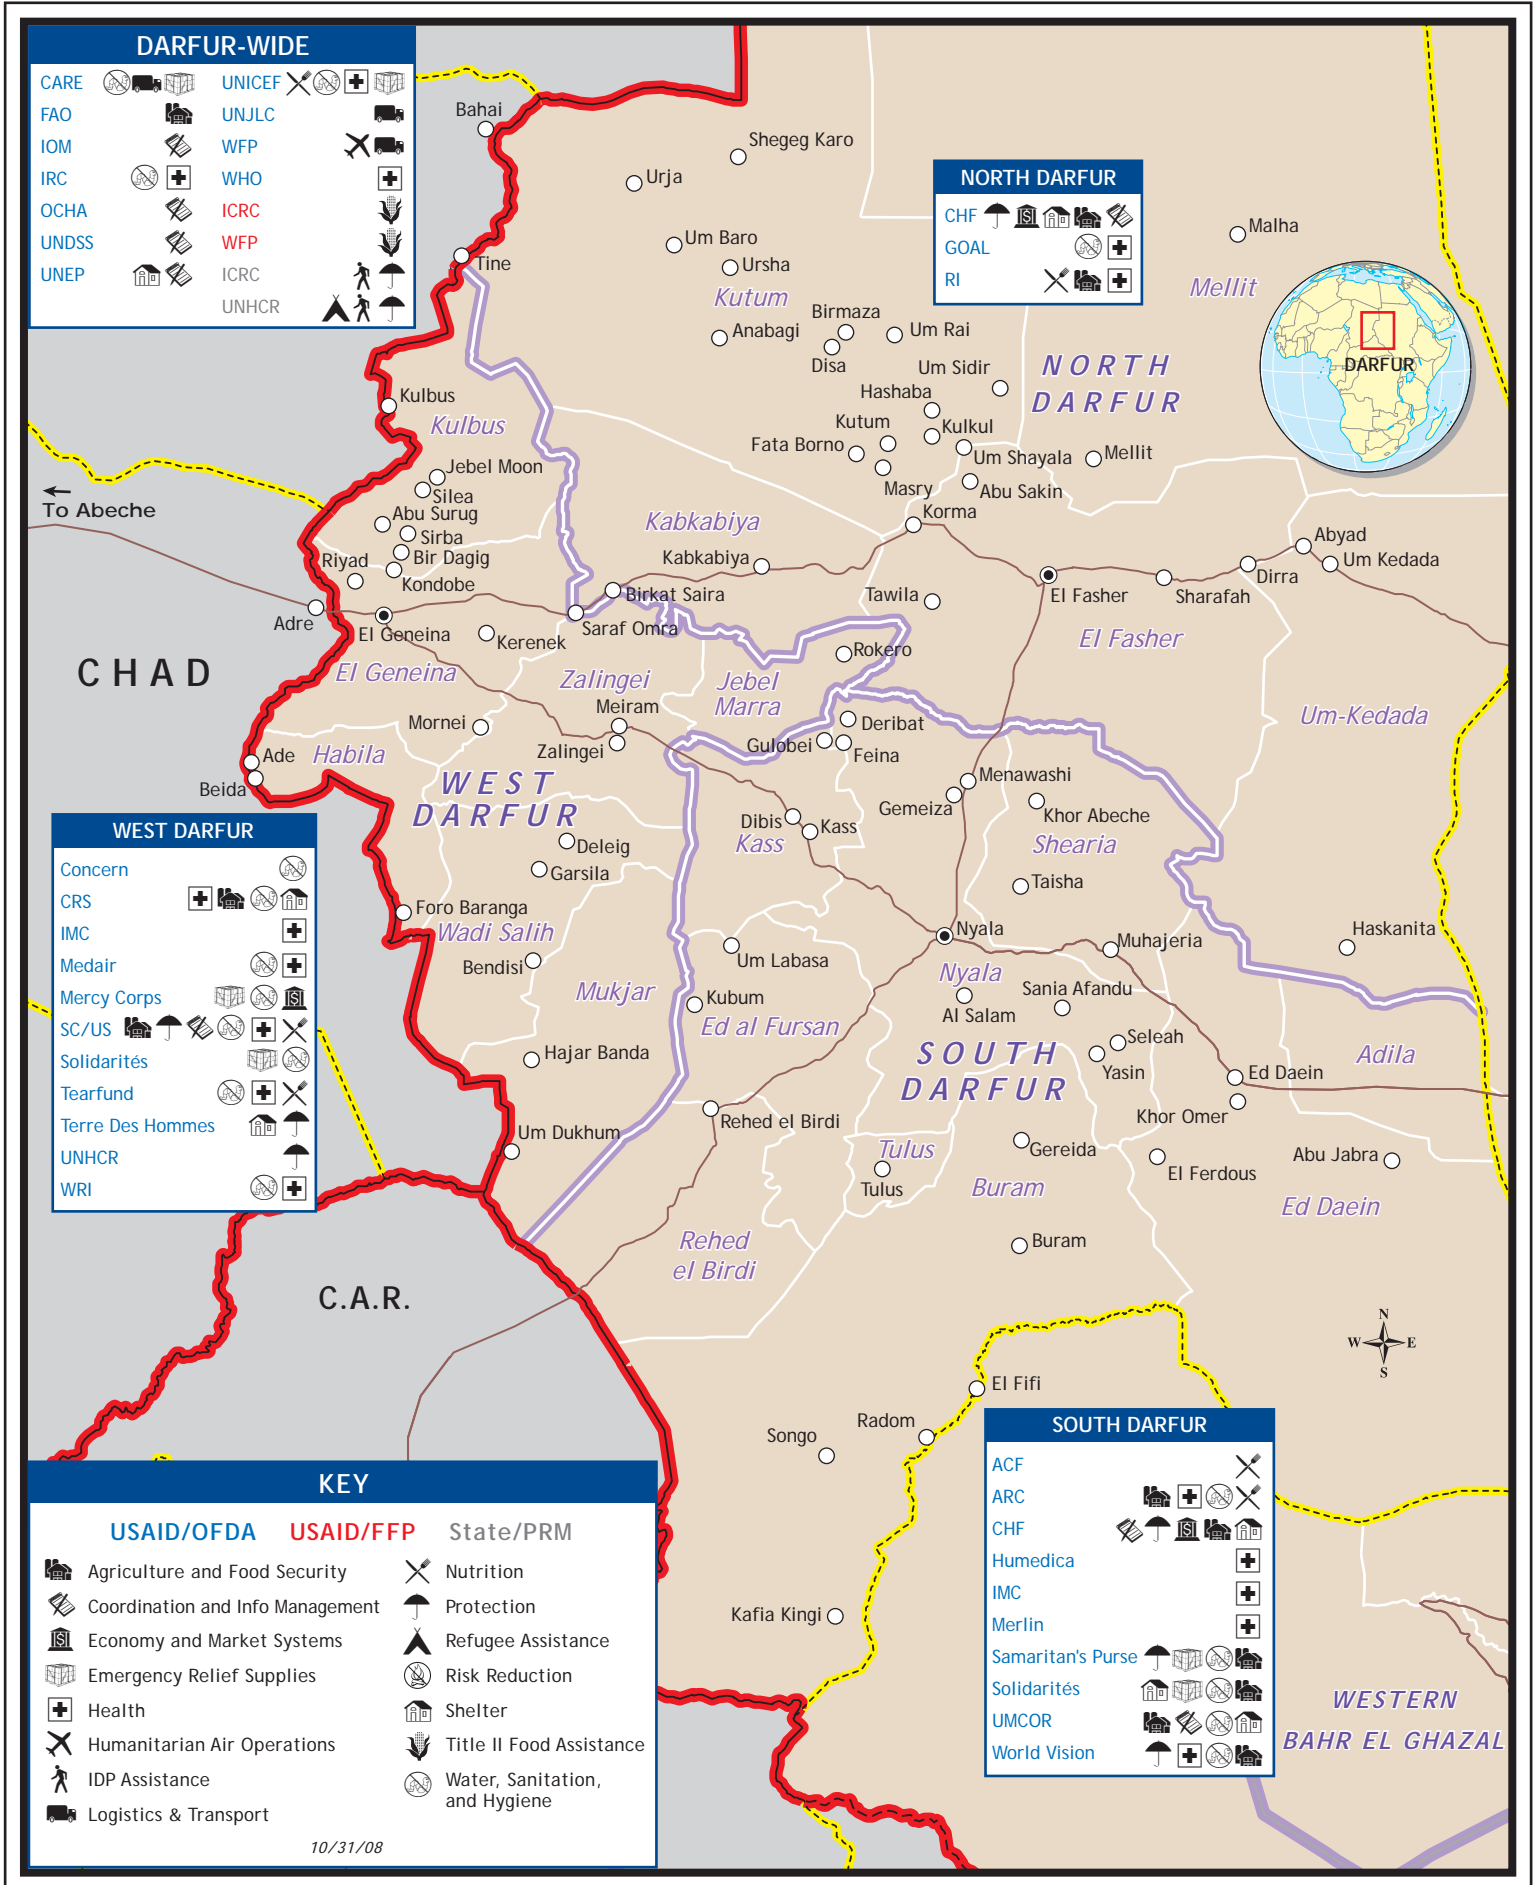 DARFUR-WIDE
CARE
FAO
IOM
IRC
OCHA
UNDSS
UNEP
UNICEF
UNJLC
WFP
WHO
ICRC
WFP
ICRC
UNHCR
Bahai
Shegeg Karo
Urja
NORTH DARFUR
CHF
GOAL
RI
Malha
Um Baro
Ursha
Tine
Kutum
Mellit
Birmaza
Anabagi
Um Rai
Disa
Um Sidir
NORTH
DARFUR
DARFUR
Kulbus
Kulbus
Hashaba
Kutum
Kulkul
Fata Borno
Um Shayala
Mellit
Jebel Moon
Silea
Masry
Abu Sakin
To Abeche
Abu Surug
Korma
Kabkabiya
Sirba
Abyad
Bir Dagig
Riyad
Kabkabiya
Um Kedada
Dirra
Kondobe
Birkat Saira
Tawila
El Fasher
Sharafah
Adre
El Geneina
Saraf Omra
Kerenek
El Fasher
Rokero
CHAD
El Geneina
Zalingei
Jebel
Marra
Meiram
Um-Kedada
Mornei
Deribat
Zalingei
Gulobei
Feina
Ade
Habila
Beida
WEST
DARFUR
Menawashi
Gemeiza
Khor Abeche
Dibis
Kass
Kass
Shearia
Deleig
Garsila
Taisha
WEST DARFUR
Concern
CRS
IMC
Medair
Mercy Corps
SC/US
Solidarités
Tearfund
Terre Des Hommes
UNHCR
WRI
Foro Baranga
Wadi Salih
Nyala
Haskanita
Muhajeria
Bendisi
Um Labasa
Nyala
Mukjar
Kubum
Sania Afandu
Al Salam
Ed al Fursan
Seleah
Hajar Banda
SOUTH
DARFUR
Yasin
Adila
Ed Daein
Khor Omer
Rehed el Birdi
Um Dukhum
Tulus
Gereida
Abu Jabra
El Ferdous
Tulus
Buram
Ed Daein
Rehed
el Birdi
Buram
C.A.R.
N
W
E
S
El Fifi
Radom
Songo
Kafia Kingi
SOUTH DARFUR
ACF
ARC
CHF
Humedica
IMC
Merlin
Samaritan's Purse
Solidarités
UMCOR
World Vision
WESTERN
BAHR EL GHAZAL
KEY
USAID/OFDA USAID/FFP State/PRM
Agriculture and Food Security
Coordination and Info Management
Economy and Market Systems
Emergency Relief Supplies
Health
Humanitarian Air Operations
IDP Assistance
Logistics & Transport
Nutrition
Protection
Refugee Assistance
Risk Reduction
Shelter
Title II Food Assistance
Water, Sanitation,
and Hygiene
10/31/08